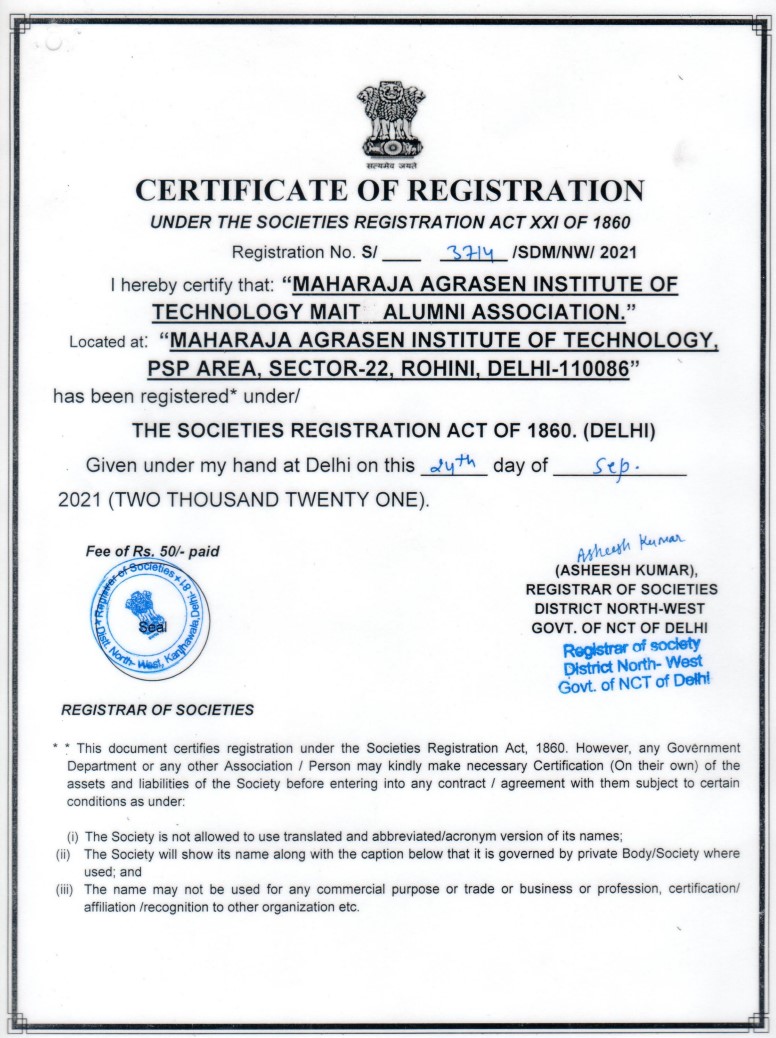 सत्यमेव जयते
CERTIFICATE OF REGISTRATION
UNDER THE SOCIETIES REGISTRATION ACT XXI OF 1860
Registration No. S/ ____ 3714 /SDM/NW/ 2021
I hereby certify that: “MAHARAJA AGRASEN INSTITUTE OF
TECHNOLOGY MAIT ALUMNI ASSOCIATION.”
Located at: “MAHARAJA AGRASEN INSTITUTE OF TECHNOLOGY,
PSP AREA, SECTOR-22, ROHINI, DELHI-110086”
has been registered* under/
THE SOCIETIES REGISTRATION ACT OF 1860. (DELHI)
Given under my hand at Delhi on this 24th day of Sep.
2021 (TWO THOUSAND TWENTY ONE).
Fee of Rs. 50/- paid
Registrar of Societies
Distt. North- West, Kanjhawala, Delhi- 81
Seal
Asheesh Kumar
(ASHEESH KUMAR),
REGISTRAR OF SOCIETIES
DISTRICT NORTH-WEST
GOVT. OF NCT OF DELHI
Registrar of society
District North- West
Govt. of NCT of Delhi
REGISTRAR OF SOCIETIES
* * This document certifies registration under the Societies Registration Act, 1860. However, any Government
Department or any other Association / Person may kindly make necessary Certification (On their own) of the
assets and liabilities of the Society before entering into any contract / agreement with them subject to certain
conditions as under:
(i) The Society is not allowed to use translated and abbreviated/acronym version of its names;
(ii) The Society will show its name along with the caption below that it is governed by private Body/Society where
used; and
(iii) The name may not be used for any commercial purpose or trade or business or profession, certification/
affiliation /recognition to other organization etc.